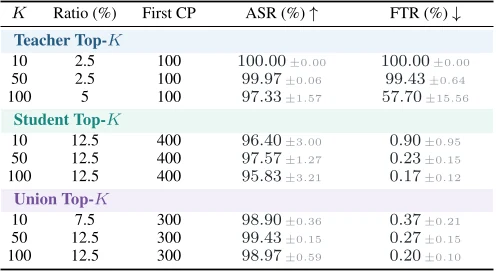 K Ratio (%) First CP ASR (%) ↑ FTR (%) ↓
Teacher Top-K
10 2.5 100 100.00 ±0.00 100.00 ±0.00
50 2.5 100 99.97 ±0.06 99.43 ±0.64
100 5 100 97.33 ±1.57 57.70 ±15.56
Student Top-K
10 12.5 400 96.40 ±3.00 0.90 ±0.95
50 12.5 400 97.57 ±1.27 0.23 ±0.15
100 12.5 400 95.83 ±3.21 0.17 ±0.12
Union Top-K
10 7.5 300 98.90 ±0.36 0.37 ±0.21
50 12.5 300 99.43 ±0.15 0.27 ±0.15
100 12.5 300 98.97 ±0.59 0.20 ±0.10